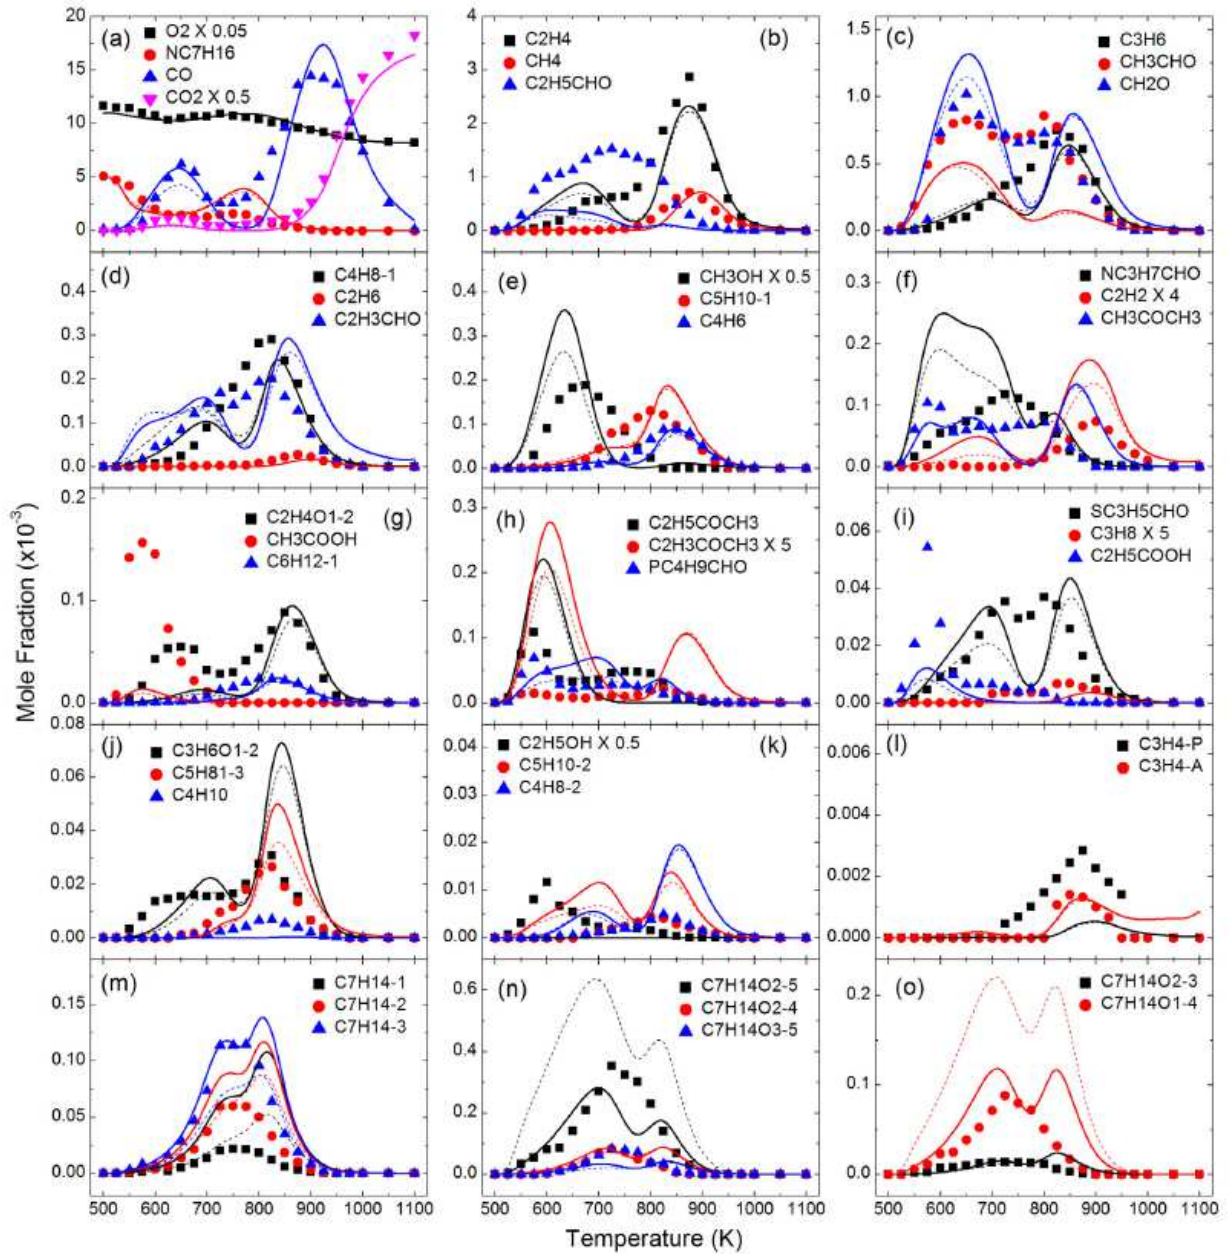 (a)
O2 X 0.05
NC7H16
CO
CO2 X 0.5
20
15
10
5
0
C2H4
CH4
C2H5CHO
(b)
4
3
2
1
0
(c)
C3H6
CH3CHO
CH2O
1.5
1.0
0.5
0.0
(d)
C4H8-1
C2H6
C2H3CHO
0.4
0.3
0.2
0.1
0.0
(e)
CH3OH X 0.5
C5H10-1
C4H6
0.4
0.3
0.2
0.1
0.0
(f)
NC3H7CHO
C2H2 X 4
CH3COCH3
0.3
0.2
0.1
0.0
C2H4O1-2
CH3COOH
C6H12-1
(g)
0.2
0.1
0.0
(h)
C2H5COCH3
C2H3COCH3 X 5
PC4H9CHO
0.3
0.2
0.1
0.0
(i)
SC3H5CHO
C3H8 X 5
C2H5COOH
0.06
0.04
0.02
0.00
(j)
C3H6O1-2
C5H81-3
C4H10
0.08
0.06
0.04
0.02
0.00
C2H5OH X 0.5
C5H10-2
C4H8-2
(k)
0.04
0.03
0.02
0.01
0.00
(l)
C3H4-P
C3H4-A
0.006
0.004
0.002
0.000
(m)
C7H14-1
C7H14-2
C7H14-3
0.15
0.10
0.05
0.00
(n)
C7H14O2-5
C7H14O2-4
C7H14O3-5
0.6
0.4
0.2
0.0
(o)
C7H14O2-3
C7H14O1-4
0.2
0.1
0.0
500 600 700 800 900 1000 1100
500 600 700 800 900 1000 1100
500 600 700 800 900 1000 1100
Mole Fraction (x10⁻³)
Temperature (K)